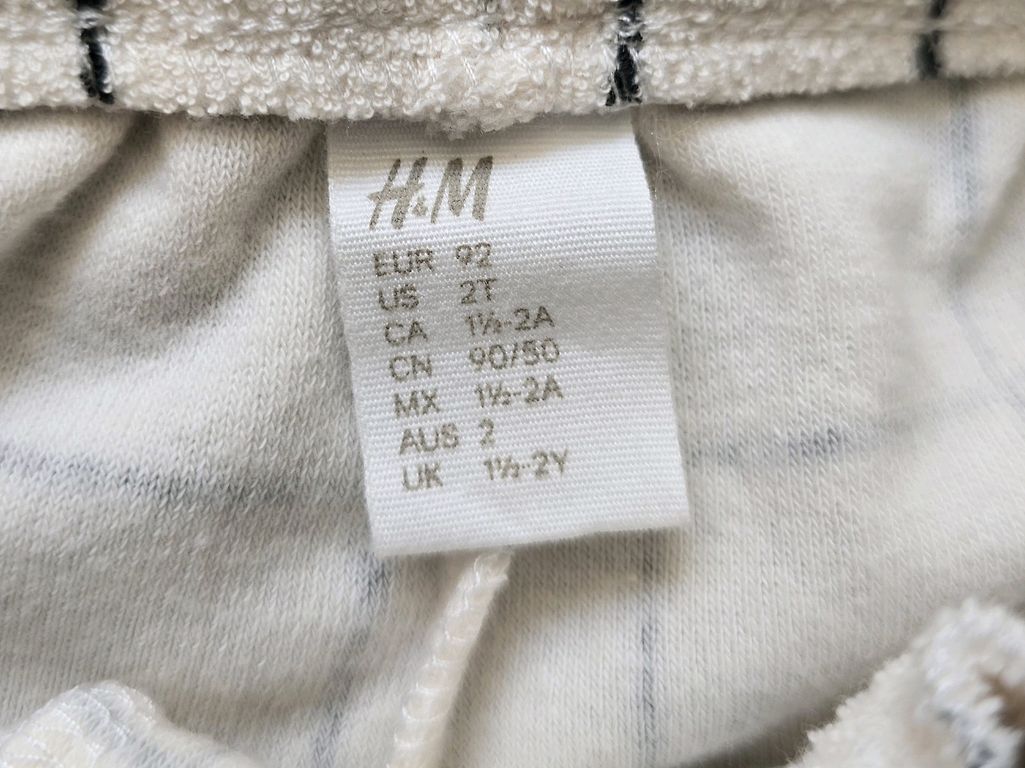 H&M
EUR 92
US 2T
CA 1½-2A
CN 90/50
MX 1½-2A
AUS 2
UK 1½-2Y